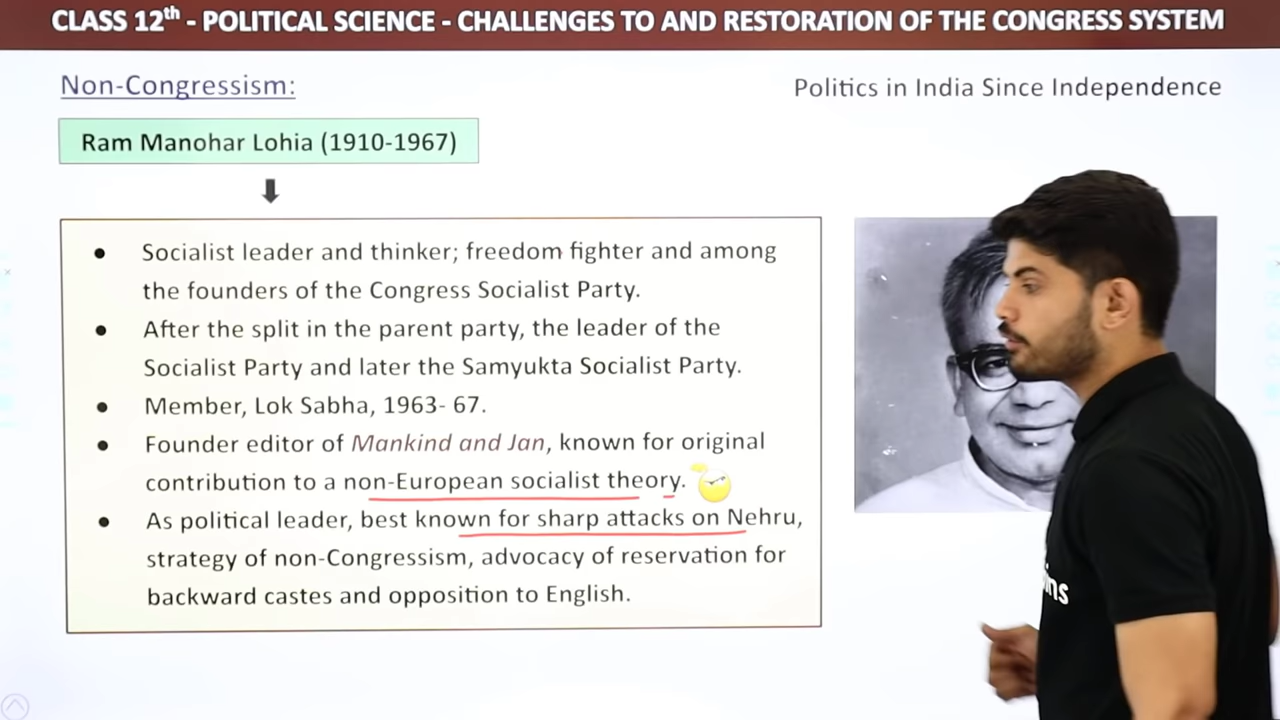 CLASS 12th - POLITICAL SCIENCE - CHALLENGES TO AND RESTORATION OF THE CONGRESS SYSTEM
Non-Congressism:
Politics in India Since Independence
Ram Manohar Lohia (1910-1967)
● Socialist leader and thinker; freedom fighter and among
the founders of the Congress Socialist Party.
● After the split in the parent party, the leader of the
Socialist Party and later the Samyukta Socialist Party.
● Member, Lok Sabha, 1963- 67.
● Founder editor of Mankind and Jan, known for original
contribution to a non-European socialist theory.
● As political leader, best known for sharp attacks on Nehru,
strategy of non-Congressism, advocacy of reservation for
backward castes and opposition to English.